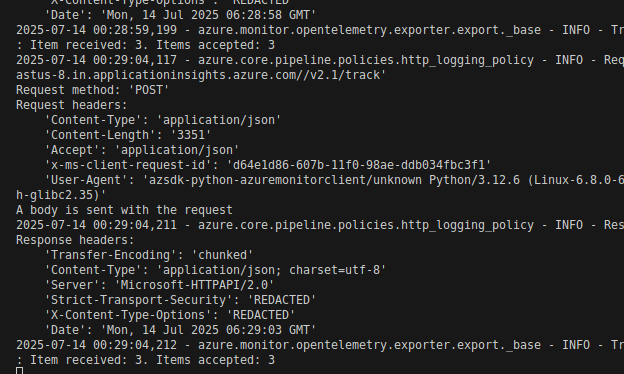 'X-Content-Type-Options': 'REDACTED'
'Date': 'Mon, 14 Jul 2025 06:28:58 GMT'
2025-07-14 00:28:59,199 - azure.monitor.opentelemetry.exporter.export._base - INFO - Tr
: Item received: 3. Items accepted: 3
2025-07-14 00:29:04,117 - azure.core.pipeline.policies.http_logging_policy - INFO - Req
astus-8.in.applicationinsights.azure.com//v2.1/track'
Request method: 'POST'
Request headers:
'Content-Type': 'application/json'
'Content-Length': '3351'
'Accept': 'application/json'
'x-ms-client-request-id': 'd64e1d86-607b-11f0-98ae-ddb034fbc3f1'
'User-Agent': 'azsdk-python-azuremonitorclient/unknown Python/3.12.6 (Linux-6.8.0-6
h-glibc2.35)'
A body is sent with the request
2025-07-14 00:29:04,211 - azure.core.pipeline.policies.http_logging_policy - INFO - Res
Response headers:
'Transfer-Encoding': 'chunked'
'Content-Type': 'application/json; charset=utf-8'
'Server': 'Microsoft-HTTPAPI/2.0'
'Strict-Transport-Security': 'REDACTED'
'X-Content-Type-Options': 'REDACTED'
'Date': 'Mon, 14 Jul 2025 06:29:03 GMT'
2025-07-14 00:29:04,212 - azure.monitor.opentelemetry.exporter.export._base - INFO - Tr
: Item received: 3. Items accepted: 3